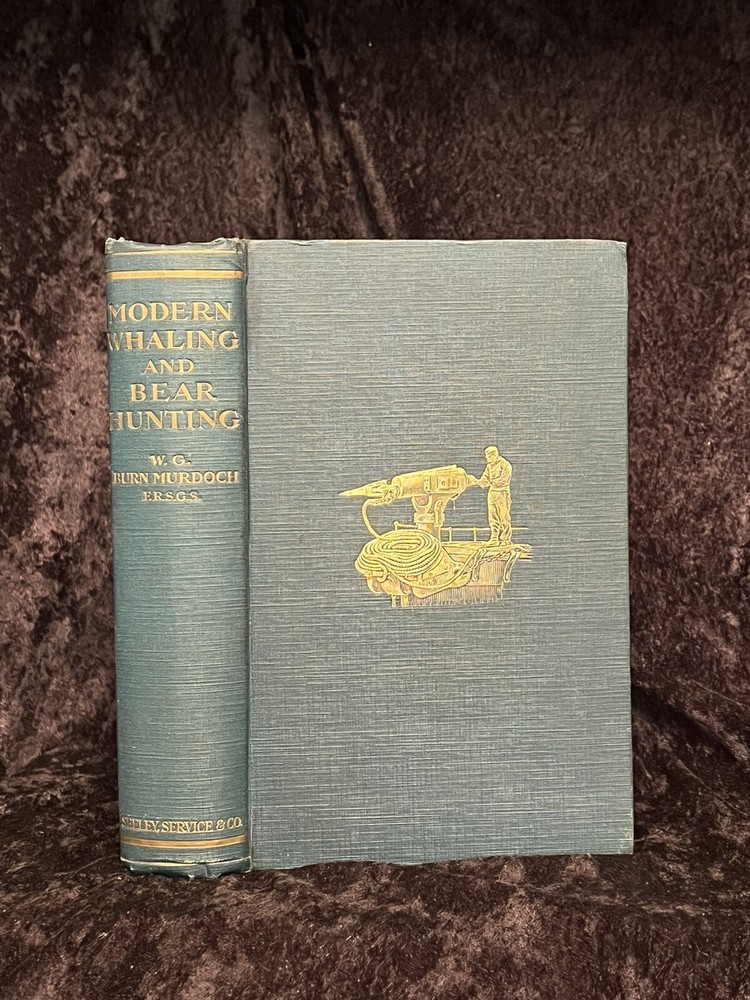 MODERN
WHALING
AND
BEAR
HUNTING
W. G.
BURN MURDOCH
F.R.S.G.S.
SEELEY, SERVICE & CO.